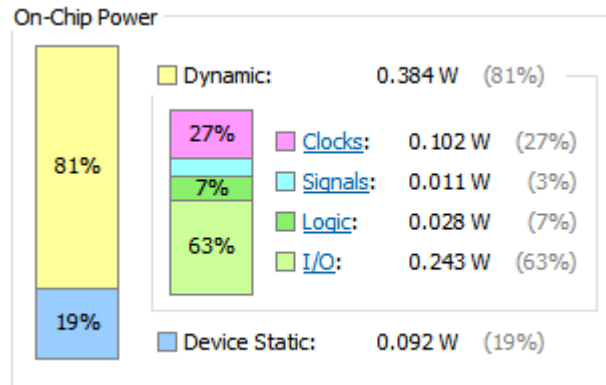 On-Chip Power
Dynamic: 0.384 W (81%)
27% Clocks: 0.102 W (27%)
81% Signals: 0.011 W (3%)
7% Logic: 0.028 W (7%)
63% I/O: 0.243 W (63%)
19% Device Static: 0.092 W (19%)